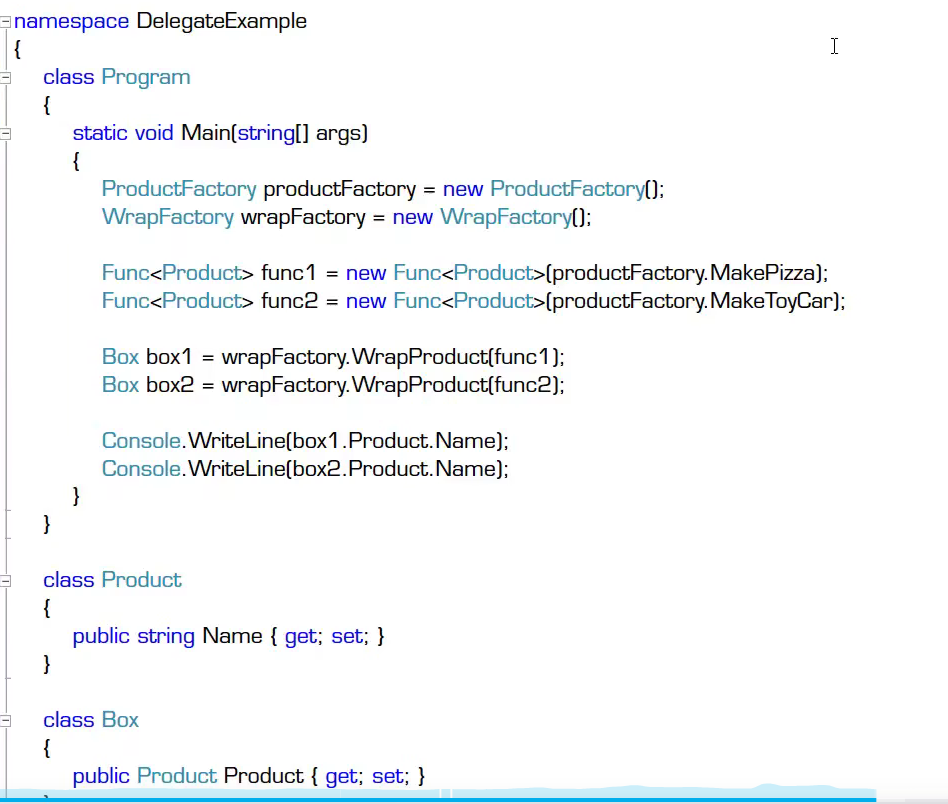 namespace DelegateExample
{
class Program
{
static void Main(string[] args)
{
ProductFactory productFactory = new ProductFactory();
WrapFactory wrapFactory = new WrapFactory();
Func<Product> func1 = new Func<Product>(productFactory.MakePizza);
Func<Product> func2 = new Func<Product>(productFactory.MakeToyCar);
Box box1 = wrapFactory.WrapProduct(func1);
Box box2 = wrapFactory.WrapProduct(func2);
Console.WriteLine(box1.Product.Name);
Console.WriteLine(box2.Product.Name);
}
}
class Product
{
public string Name { get; set; }
}
class Box
{
public Product Product { get; set; }